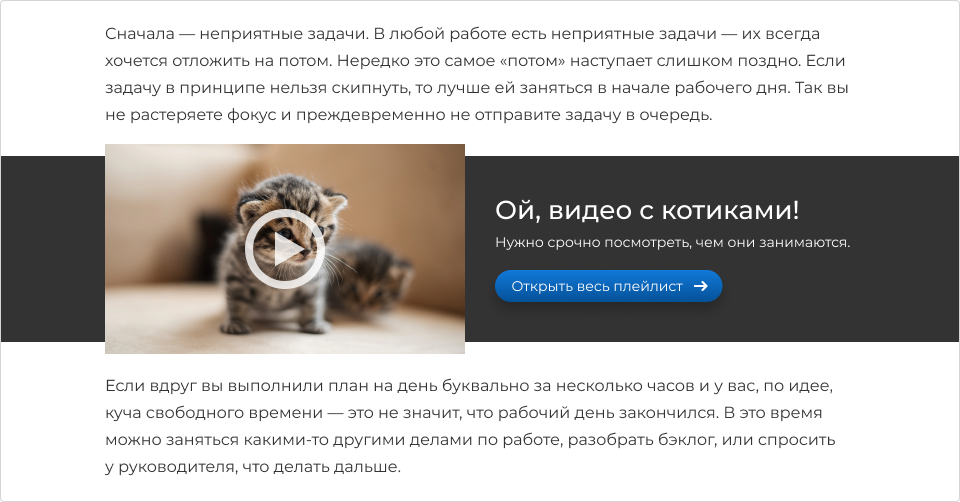 Сначала — неприятные задачи. В любой работе есть неприятные задачи — их всегда
хочется отложить на потом. Нередко это самое «потом» наступает слишком поздно. Если
задачу в принципе нельзя скипнуть, то лучше ей заняться в начале рабочего дня. Так вы
не растеряете фокус и преждевременно не отправите задачу в очередь.
Ой, видео с котиками!
Нужно срочно посмотреть, чем они занимаются.
Открыть весь плейлист
Если вдруг вы выполнили план на день буквально за несколько часов и у вас, по идее,
куча свободного времени — это не значит, что рабочий день закончился. В это время
можно заняться какими-то другими делами по работе, разобрать бэклог, или спросить
у руководителя, что делать дальше.